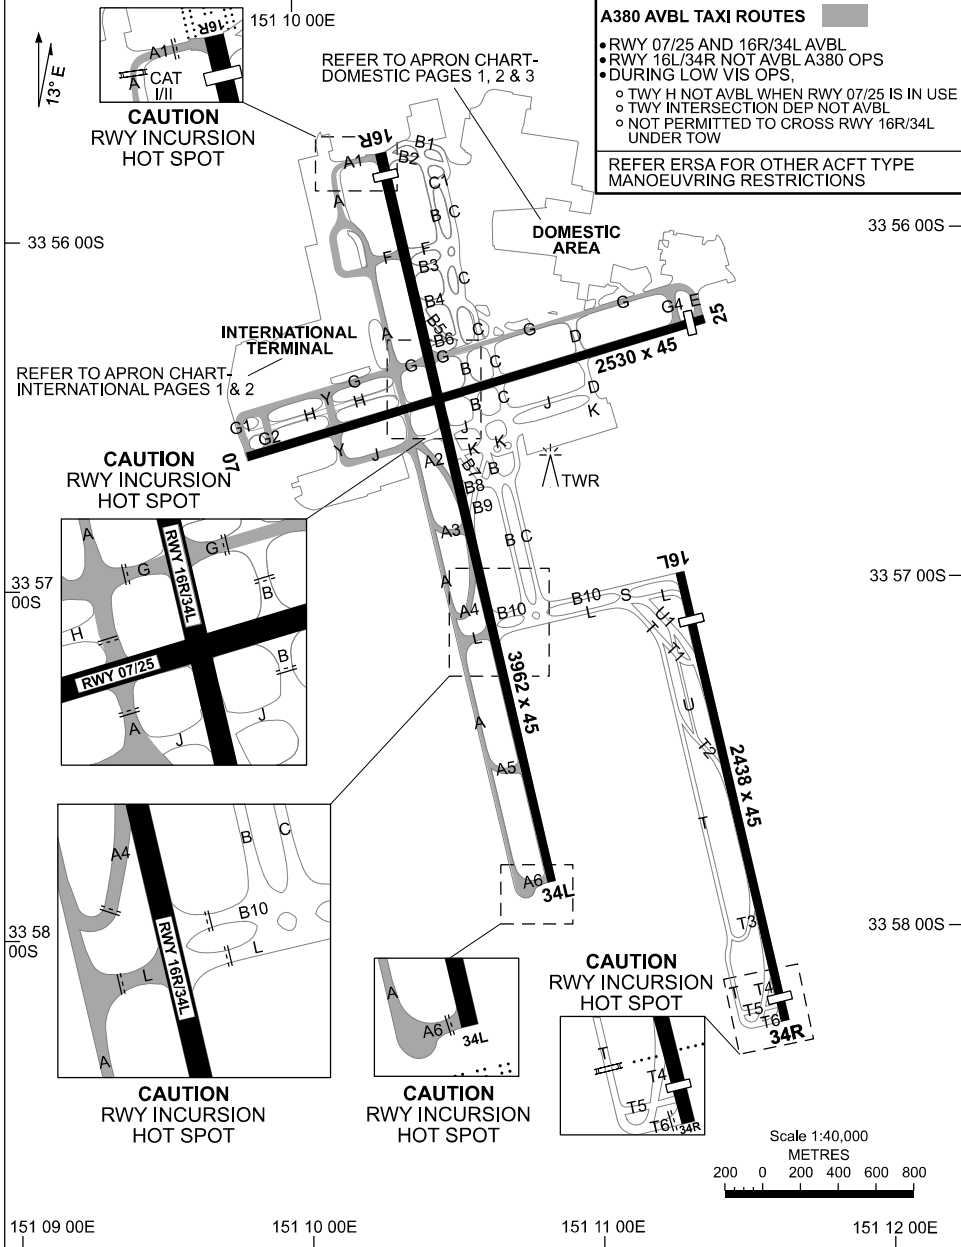 151 10 00E
16R
A1
A
CAT
I/II
13° E
CAUTION
RWY INCURSION
HOT SPOT
REFER TO APRON CHART-
DOMESTIC PAGES 1, 2 & 3
A380 AVBL TAXI ROUTES
• RWY 07/25 AND 16R/34L AVBL
• RWY 16L/34R NOT AVBL A380 OPS
• DURING LOW VIS OPS,
○ TWY H NOT AVBL WHEN RWY 07/25 IS IN USE
○ TWY INTERSECTION DEP NOT AVBL
○ NOT PERMITTED TO CROSS RWY 16R/34L
UNDER TOW
REFER ERSA FOR OTHER ACFT TYPE
MANOEUVRING RESTRICTIONS
16R
A1
B2
B1
C1
A
B
C
33 56 00S
33 56 00S
DOMESTIC
AREA
F
F
B3
C
B4
B5
B6
C
G
D
G
G4
E
25
A
INTERNATIONAL
TERMINAL
REFER TO APRON CHART-
INTERNATIONAL PAGES 1 & 2
G
G
G
B
C
2530 x 45
Y
H
H
G1
G2
07
B
C
J
D
K
Y
J
J
K
K
A2
B7
B
B8
B9
TWR
CAUTION
RWY INCURSION
HOT SPOT
A
RWY 16R/34L
G
G
B
H
B
RWY 07/25
A
J
J
A3
B
C
16L
33 57
00S
33 57 00S
A
A4
B10
B10
S
L
L
L
U1
T
T1
3962 x 45
U
A
T2
2438 x 45
A5
T
A6
34L
33 58
00S
33 58 00S
A4
B
C
B10
L
L
RWY 16R/34L
A
CAUTION
RWY INCURSION
HOT SPOT
A
A6
34L
CAUTION
RWY INCURSION
HOT SPOT
T3
T
T4
T5
T6
34R
CAUTION
RWY INCURSION
HOT SPOT
T
T4
T5
T6
34R
Scale 1:40,000
METRES
200 0 200 400 600 800
151 09 00E
151 10 00E
151 11 00E
151 12 00E